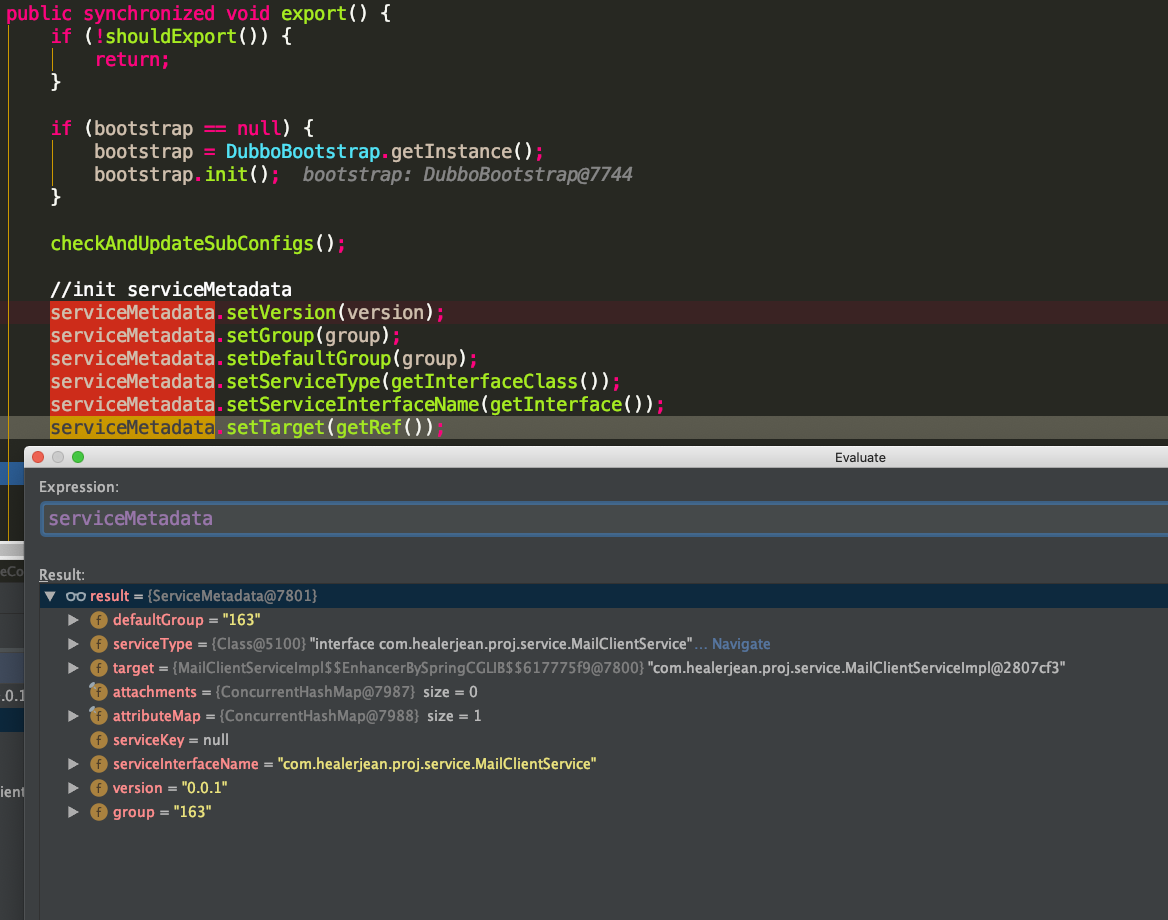 public synchronized void export() {
if (!shouldExport()) {
return;
}
if (bootstrap == null) {
bootstrap = DubboBootstrap.getInstance();
bootstrap.init(); bootstrap: DubboBootstrap@7744
}
checkAndUpdateSubConfigs();
//init serviceMetadata
serviceMetadata.setVersion(version);
serviceMetadata.setGroup(group);
serviceMetadata.setDefaultGroup(group);
serviceMetadata.setServiceType(getInterfaceClass());
serviceMetadata.setServiceInterfaceName(getInterface());
serviceMetadata.setTarget(getRef());
Evaluate
Expression:
serviceMetadata
eCo
Result:
result = {ServiceMetadata@7801}
f defaultGroup = "163"
f serviceType = {Class@5100} "interface com.healerjean.proj.service.MailClientService"... Navigate
f target = {MailClientServiceImpl$$EnhancerBySpringCGLIB$$617775f9@7800} "com.healerjean.proj.service.MailClientServiceImpl@2807cf3"
.0.1
f attachments = {ConcurrentHashMap@7987} size = 0
f attributeMap = {ConcurrentHashMap@7988} size = 1
f serviceKey = null
f serviceInterfaceName = "com.healerjean.proj.service.MailClientService"
ient
f version = "0.0.1"
f group = "163"